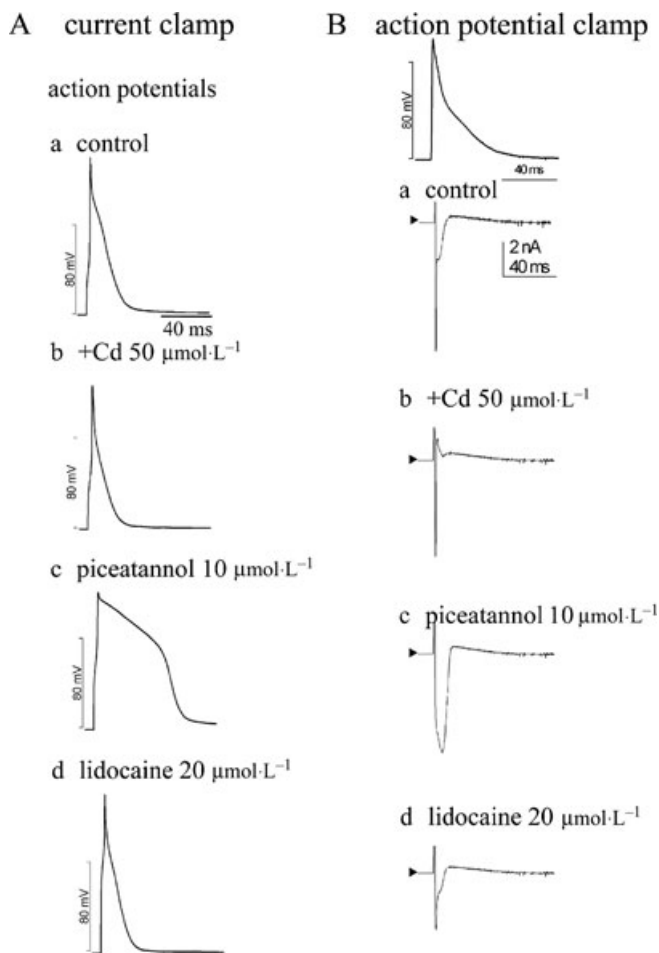 A current clamp
action potentials
a control
80 mV
40 ms
b +Cd 50 μmol·L⁻¹
80 mV
c piceatannol 10 μmol·L⁻¹
80 mV
d lidocaine 20 μmol·L⁻¹
80 mV
B action potential clamp
80 mV
40 ms
a control
2 nA
40 ms
b +Cd 50 μmol·L⁻¹
c piceatannol 10 μmol·L⁻¹
d lidocaine 20 μmol·L⁻¹